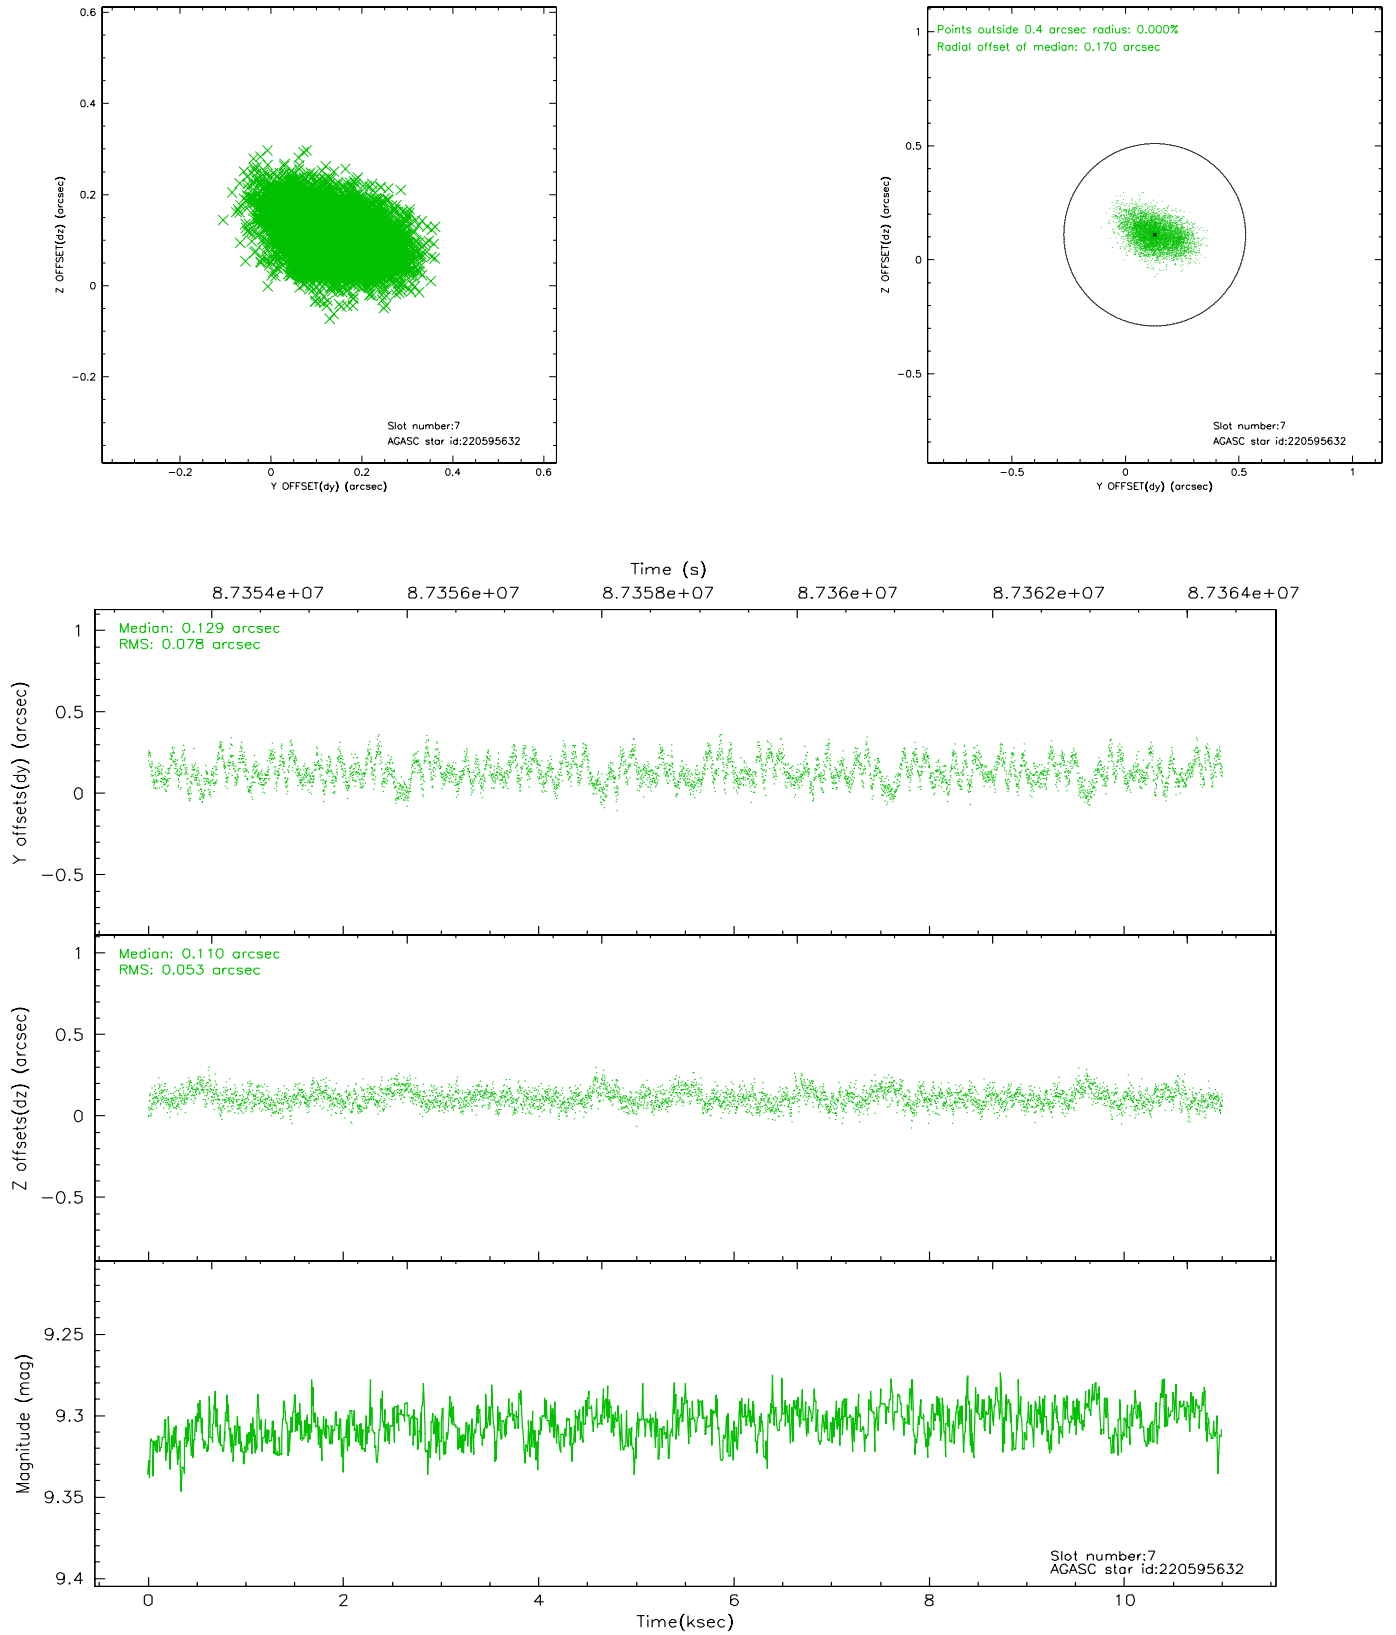 0.6
0.4
0.2
0
−0.2
Z OFFSET(dz) (arcsec)
Slot number:7
AGASC star id:220595632
−0.2 0 0.2 0.4 0.6
Y OFFSET(dy) (arcsec)
Points outside 0.4 arcsec radius: 0.000%
Radial offset of median: 0.170 arcsec
1
0.5
0
−0.5
Z OFFSET(dz) (arcsec)
Slot number:7
AGASC star id:220595632
−0.5 0 0.5 1
Y OFFSET(dy) (arcsec)
Time (s)
8.7354e+07 8.7356e+07 8.7358e+07 8.736e+07 8.7362e+07 8.7364e+07
Median: 0.129 arcsec
RMS: 0.078 arcsec
1
0.5
0
−0.5
Y offsets(dy) (arcsec)
Median: 0.110 arcsec
RMS: 0.053 arcsec
1
0.5
0
−0.5
Z offsets(dz) (arcsec)
9.25
9.3
9.35
9.4
Magnitude (mag)
Slot number:7
AGASC star id:220595632
0 2 4 6 8 10
Time(ksec)